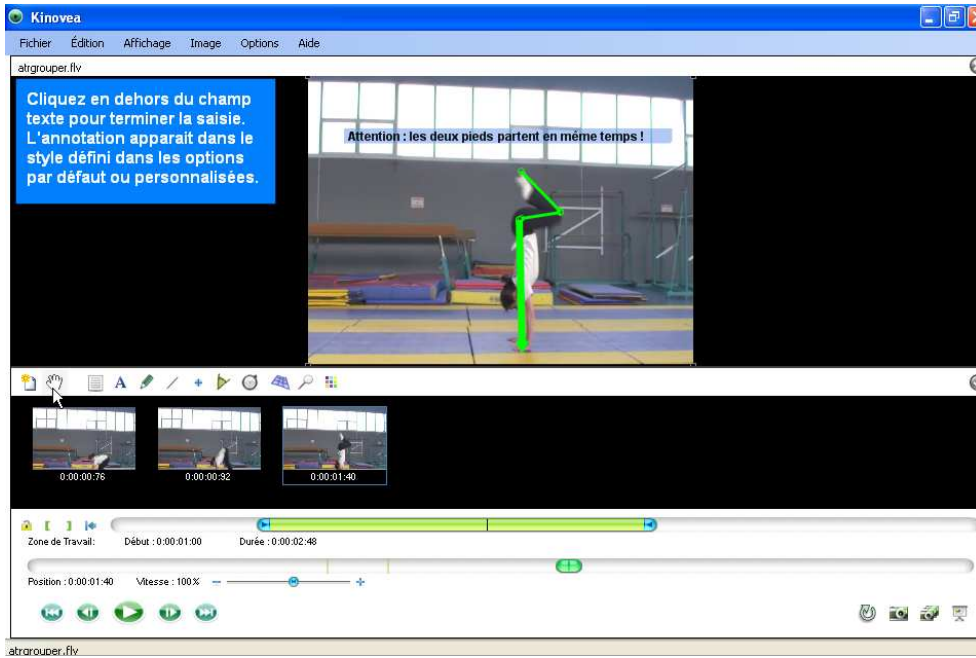 Kinovea
Fichier Édition Affichage Image Options Aide
atrgrouper.flv
Cliquez en dehors du champ
texte pour terminer la saisie.
L'annotation apparait dans le
style défini dans les options
par défaut ou personnalisées.
Attention : les deux pieds partent en même temps !
A
0:00:00:76
0:00:00:92
0:00:01:40
Zone de Travail: Début : 0:00:01:00 Durée : 0:00:02:48
Position : 0:00:01:40 Vitesse : 100%
atrgrouper.flv